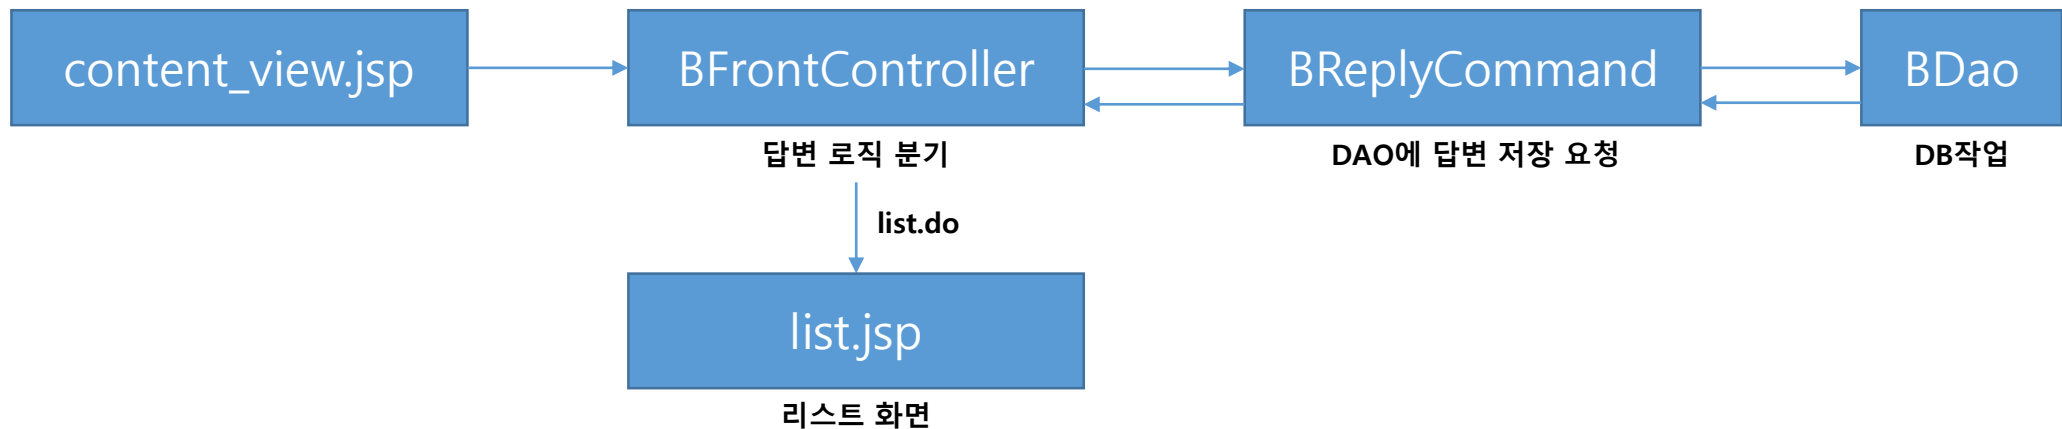 content_view.jsp
BFrontController
BReplyCommand
BDao
답변 로직 분기
DAO에 답변 저장 요청
DB작업
list.do
list.jsp
리스트 화면